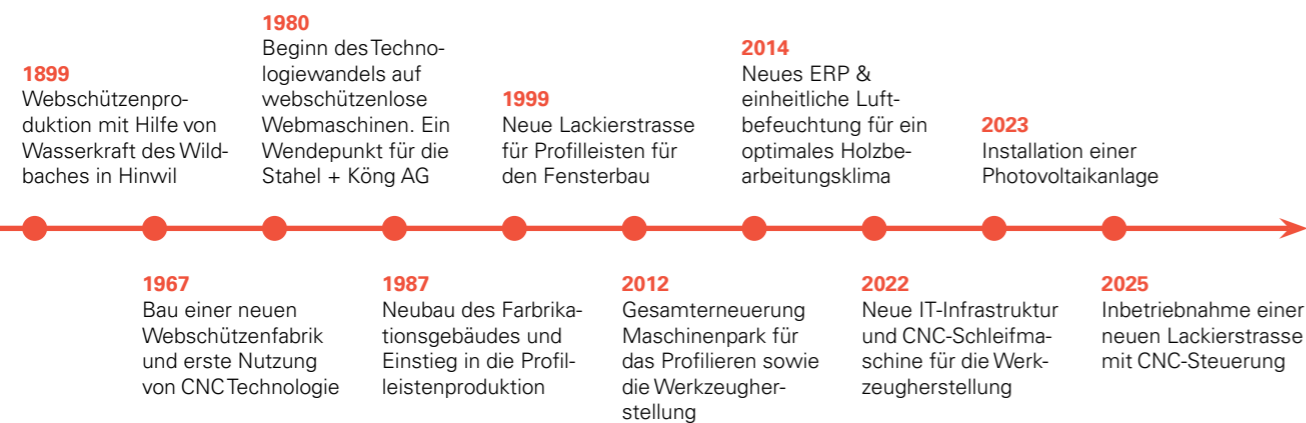 1899
Webschützenpro-
duktion mit Hilfe von
Wasserkraft des Wild-
baches in Hinwil
1967
Bau einer neuen
Webschützenfabrik
und erste Nutzung
von CNC Technologie
1980
Beginn des Techno-
logiewandels auf
webschützenlose
Webmaschinen. Ein
Wendepunkt für die
Stahel + Köng AG
1987
Neubau des Farbrika-
tionsgebäudes und
Einstieg in die Profil-
leistenproduktion
1999
Neue Lackierstrasse
für Profilleisten für
den Fensterbau
2012
Gesamterneuerung
Maschinenpark für
das Profilieren sowie
die Werkzeugher-
stellung
2014
Neues ERP &
einheitliche Luft-
befeuchtung für ein
optimales Holzbe-
arbeitungsklima
2022
Neue IT-Infrastruktur
und CNC-Schleifma-
schine für die Werk-
zeugherstellung
2023
Installation einer
Photovoltaikanlage
2025
Inbetriebnahme einer
neuen Lackierstrasse
mit CNC-Steuerung